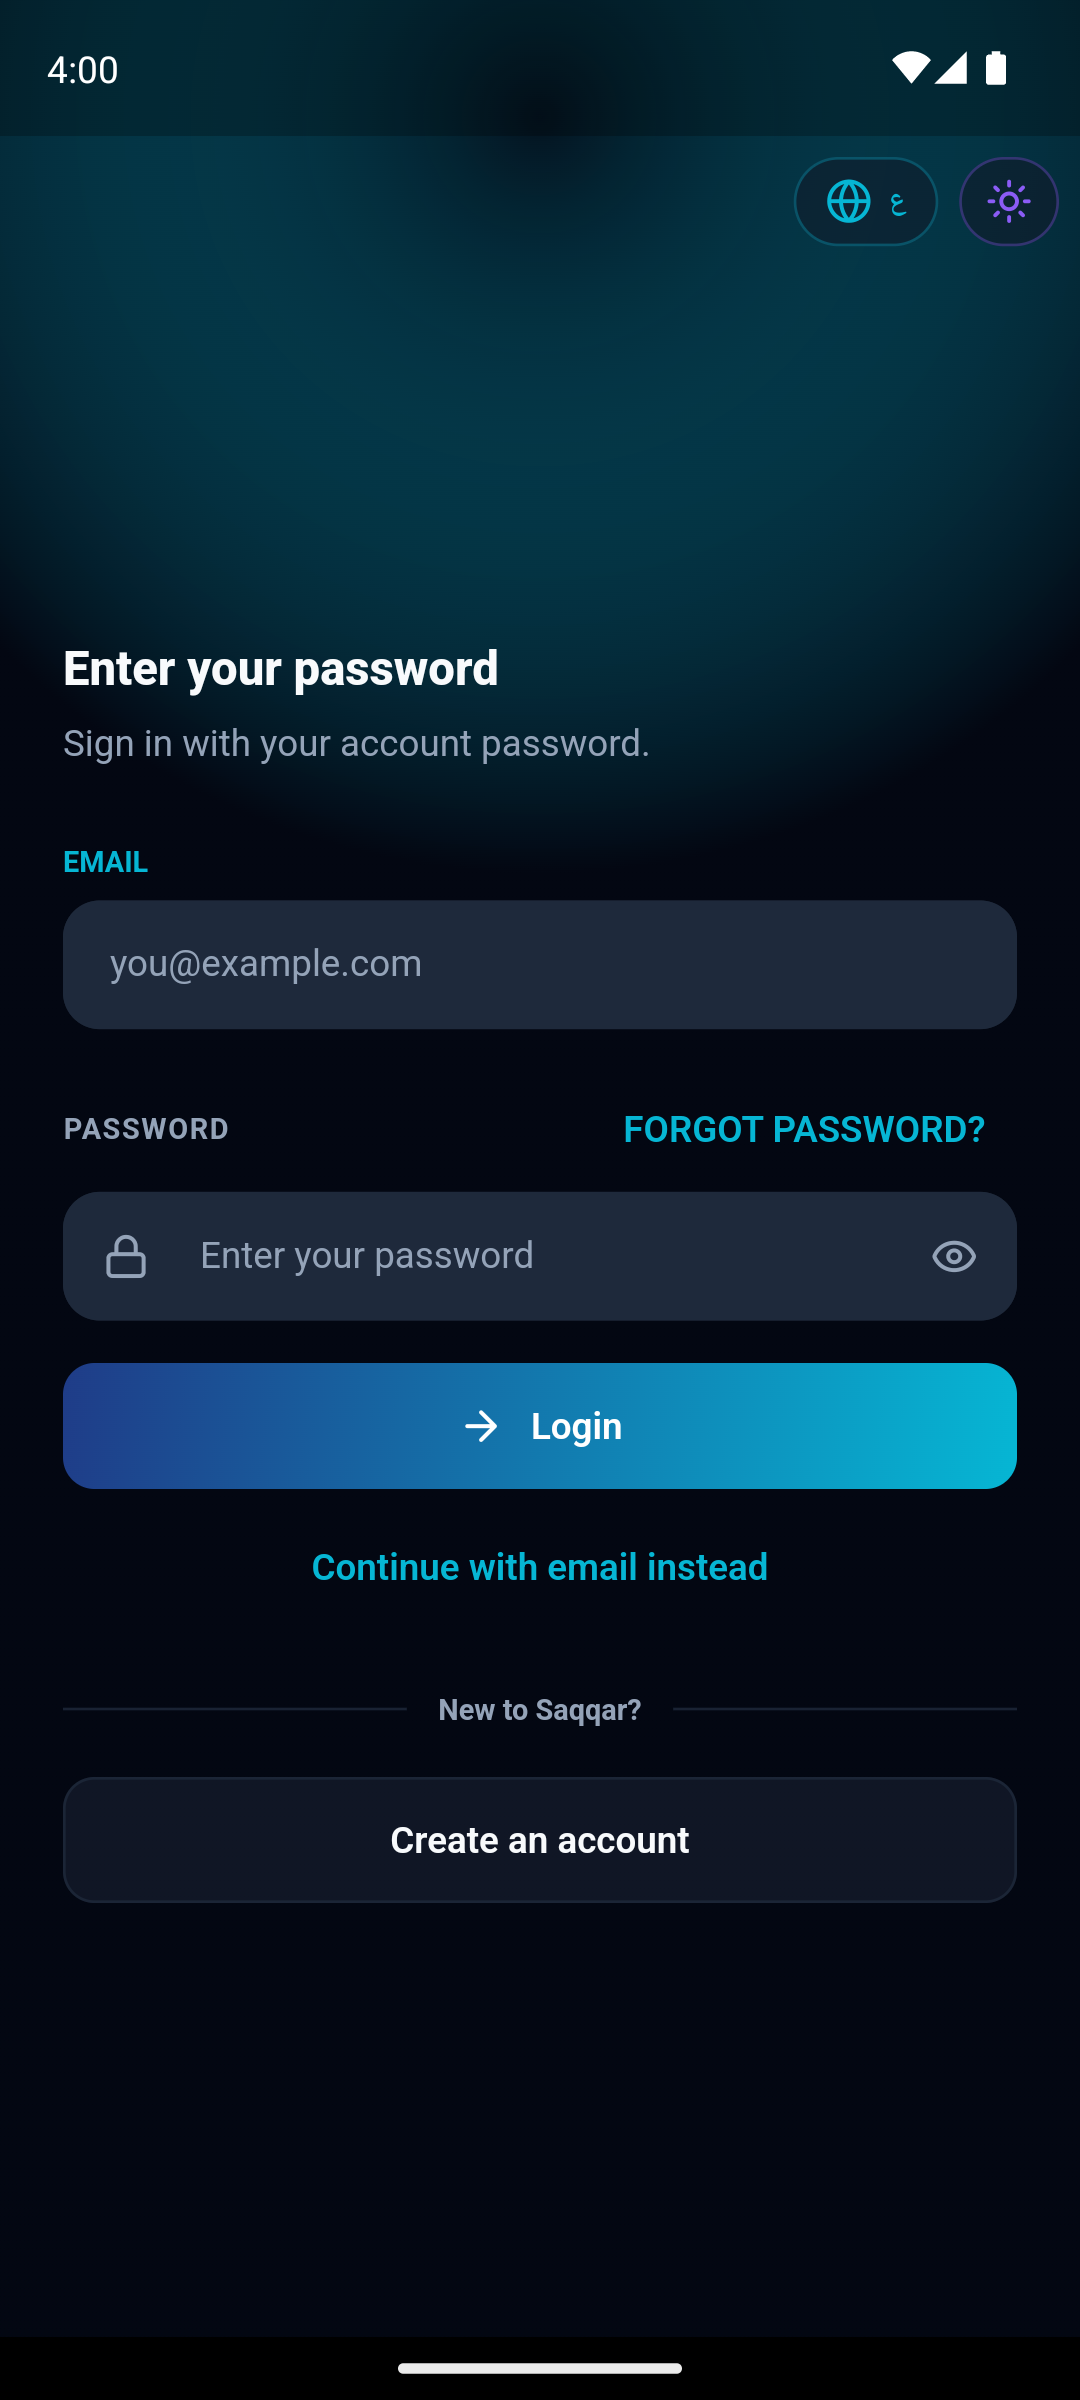 4:00
ع
Enter your password
Sign in with your account password.
EMAIL
you@example.com
PASSWORD
FORGOT PASSWORD?
Enter your password
Login
Continue with email instead
New to Saqqar?
Create an account